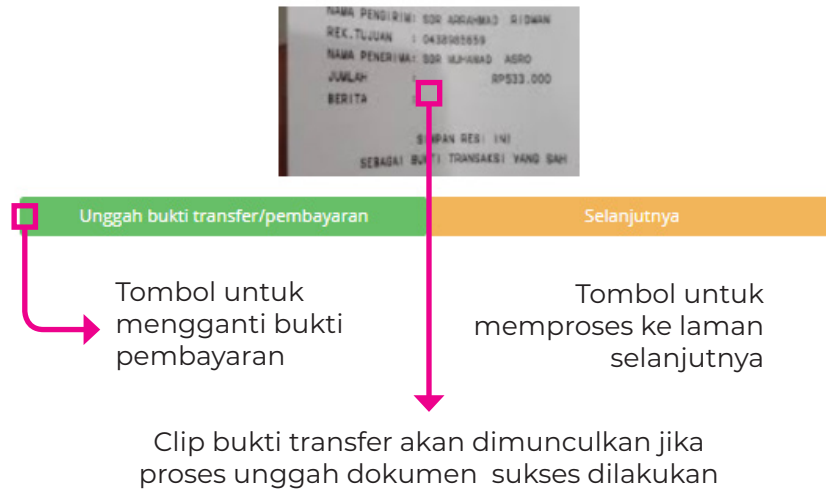 NAMA PENGIRIM: SDR ARRAHMAD RIDWAN
REK.TUJUAN : 0438985659
NAMA PENERIMA: SDR MUHAMAD ASRO
JUMLAH : RP533.000
BERITA :
SIMPAN RESI INI
SEBAGAI BUKTI TRANSAKSI YANG SAH
Unggah bukti transfer/pembayaran
Selanjutnya
Tombol untuk
mengganti bukti
pembayaran
Tombol untuk
memproses ke laman
selanjutnya
Clip bukti transfer akan dimunculkan jika
proses unggah dokumen sukses dilakukan